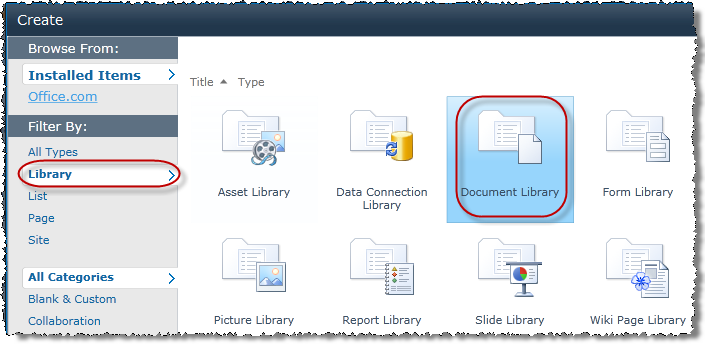 Create
Browse From:
Installed Items
Office.com
Filter By:
All Types
Library
List
Page
Site
All Categories
Blank & Custom
Collaboration
Title Type
Asset Library
Data Connection
Library
Document Library
Form Library
Picture Library
Report Library
Slide Library
Wiki Page Library